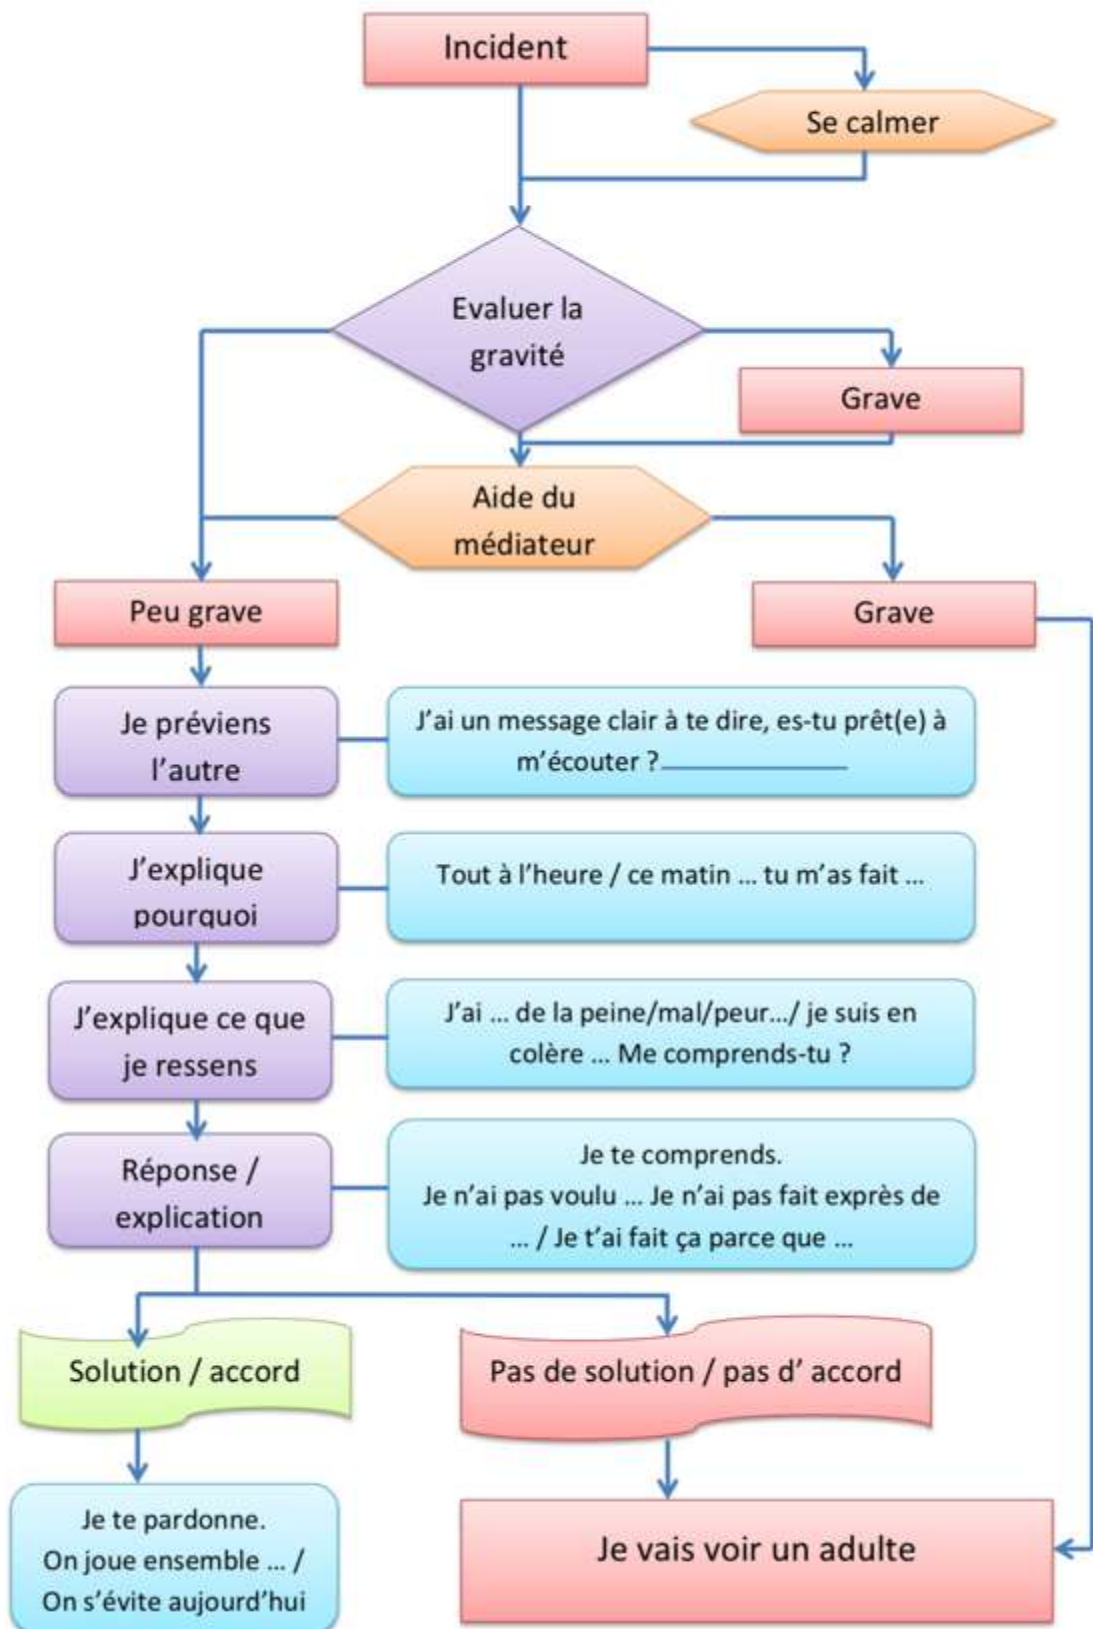 Incident
Se calmer
Evaluer la
gravité
Grave
Aide du
médiateur
Peu grave
Grave
Je préviens
l’autre
J’ai un message clair à te dire, es-tu prêt(e) à
m’écouter ?
J’explique
pourquoi
Tout à l’heure / ce matin … tu m’as fait …
J’explique ce que
je ressens
J’ai … de la peine/mal/peur…/ je suis en
colère … Me comprends-tu ?
Réponse /
explication
Je te comprends.
Je n’ai pas voulu … Je n’ai pas fait exprès de
… / Je t’ai fait ça parce que …
Solution / accord
Pas de solution / pas d’ accord
Je te pardonne.
On joue ensemble … /
On s’évite aujourd’hui
Je vais voir un adulte